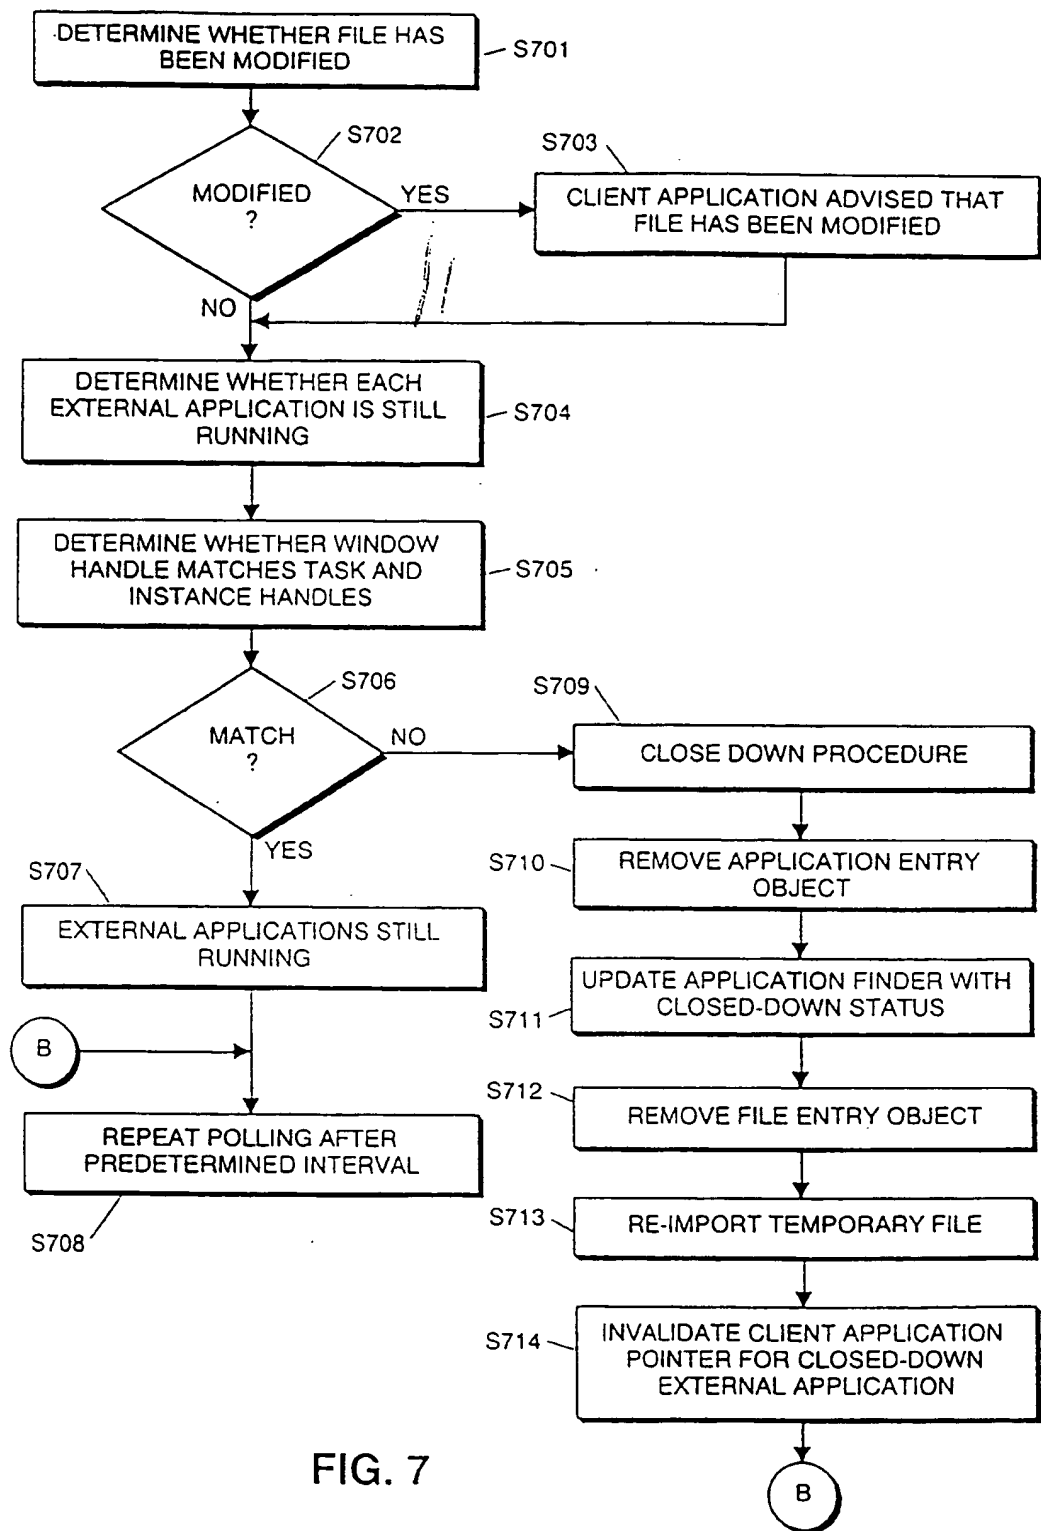 DETERMINE WHETHER FILE HAS
BEEN MODIFIED
S701
S702
MODIFIED
?
YES
NO
S703
CLIENT APPLICATION ADVISED THAT
FILE HAS BEEN MODIFIED
DETERMINE WHETHER EACH
EXTERNAL APPLICATION IS STILL
RUNNING
S704
DETERMINE WHETHER WINDOW
HANDLE MATCHES TASK AND
INSTANCE HANDLES
S705
S706
MATCH
?
NO
YES
S707
EXTERNAL APPLICATIONS STILL
RUNNING
B
REPEAT POLLING AFTER
PREDETERMINED INTERVAL
S708
S709
CLOSE DOWN PROCEDURE
S710
REMOVE APPLICATION ENTRY
OBJECT
S711
UPDATE APPLICATION FINDER WITH
CLOSED-DOWN STATUS
S712
REMOVE FILE ENTRY OBJECT
S713
RE-IMPORT TEMPORARY FILE
S714
INVALIDATE CLIENT APPLICATION
POINTER FOR CLOSED-DOWN
EXTERNAL APPLICATION
B
FIG. 7